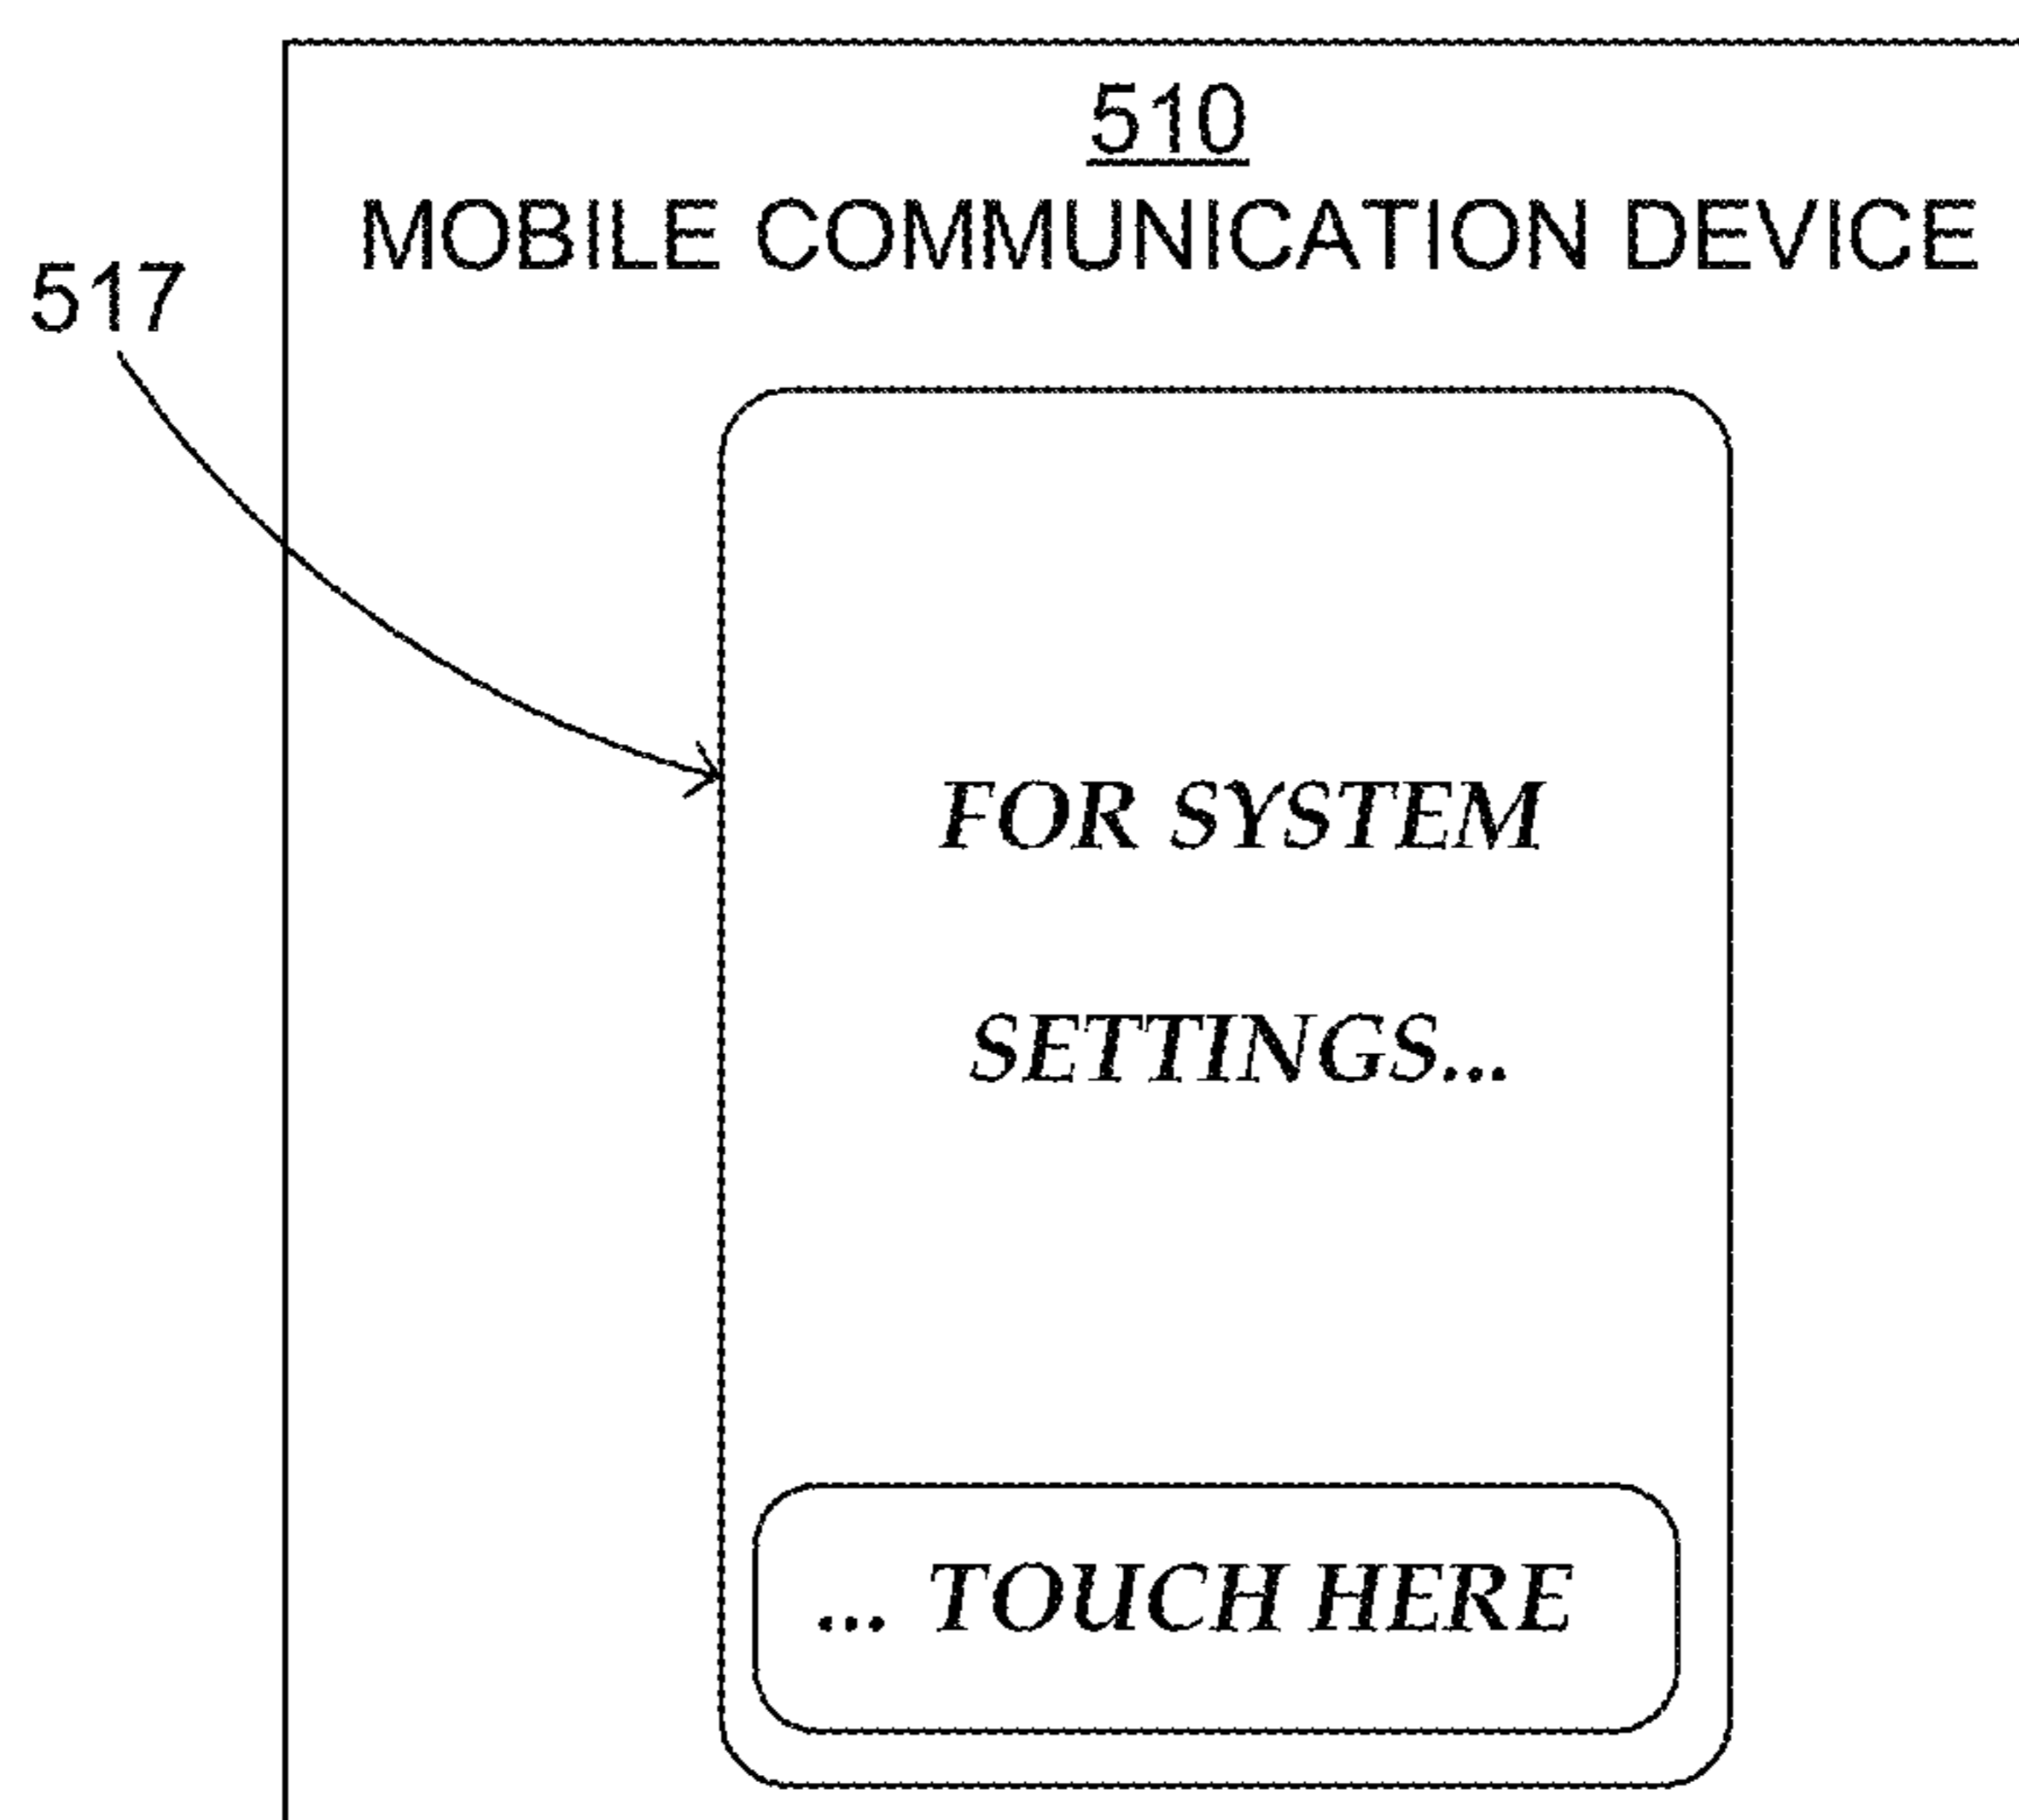 510
MOBILE COMMUNICATION DEVICE
517
FOR SYSTEM
SETTINGS...
... TOUCH HERE